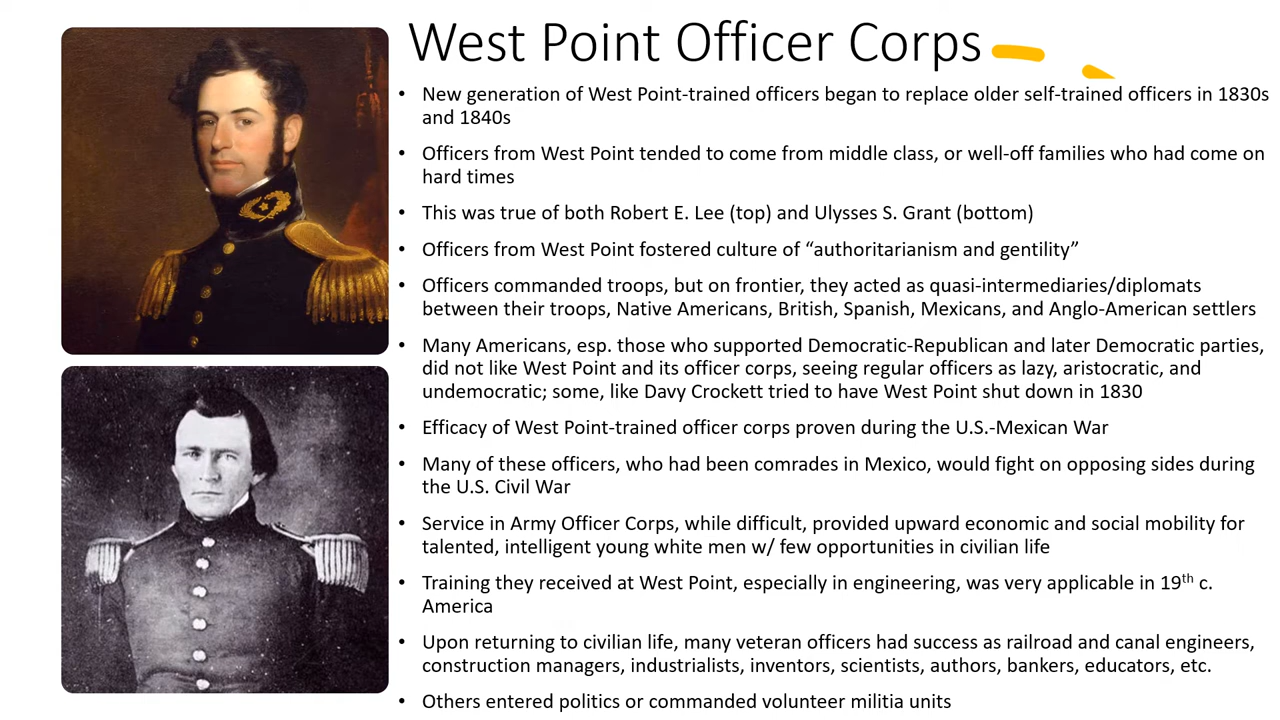 West Point Officer Corps
• New generation of West Point-trained officers began to replace older self-trained officers in 1830s
and 1840s
• Officers from West Point tended to come from middle class, or well-off families who had come on
hard times
• This was true of both Robert E. Lee (top) and Ulysses S. Grant (bottom)
• Officers from West Point fostered culture of “authoritarianism and gentility”
• Officers commanded troops, but on frontier, they acted as quasi-intermediaries/diplomats
between their troops, Native Americans, British, Spanish, Mexicans, and Anglo-American settlers
• Many Americans, esp. those who supported Democratic-Republican and later Democratic parties,
did not like West Point and its officer corps, seeing regular officers as lazy, aristocratic, and
undemocratic; some, like Davy Crockett tried to have West Point shut down in 1830
• Efficacy of West Point-trained officer corps proven during the U.S.-Mexican War
• Many of these officers, who had been comrades in Mexico, would fight on opposing sides during
the U.S. Civil War
• Service in Army Officer Corps, while difficult, provided upward economic and social mobility for
talented, intelligent young white men w/ few opportunities in civilian life
• Training they received at West Point, especially in engineering, was very applicable in 19th c.
America
• Upon returning to civilian life, many veteran officers had success as railroad and canal engineers,
construction managers, industrialists, inventors, scientists, authors, bankers, educators, etc.
• Others entered politics or commanded volunteer militia units